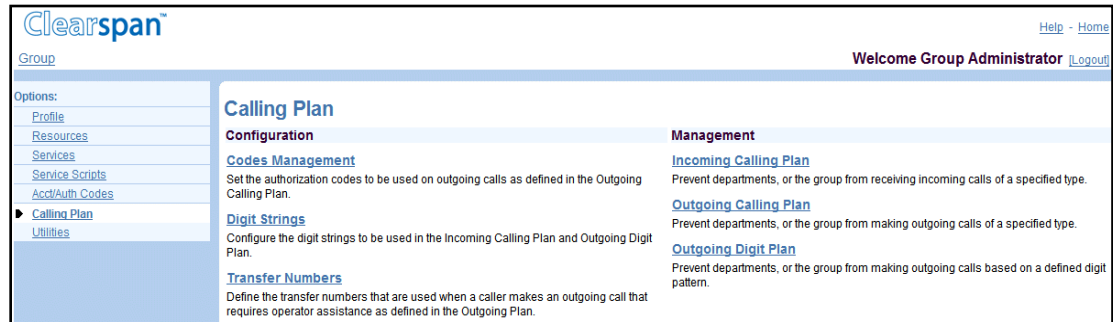 Clearspan™
Help - Home
Group
Welcome Group Administrator [Logout]
Options:
Profile
Resources
Services
Service Scripts
Acct/Auth Codes
Calling Plan
Utilities
Calling Plan
Configuration
Codes Management
Set the authorization codes to be used on outgoing calls as defined in the Outgoing
Calling Plan.
Digit Strings
Configure the digit strings to be used in the Incoming Calling Plan and Outgoing Digit
Plan.
Transfer Numbers
Define the transfer numbers that are used when a caller makes an outgoing call that
requires operator assistance as defined in the Outgoing Plan.
Management
Incoming Calling Plan
Prevent departments, or the group from receiving incoming calls of a specified type.
Outgoing Calling Plan
Prevent departments, or the group from making outgoing calls of a specified type.
Outgoing Digit Plan
Prevent departments, or the group from making outgoing calls based on a defined digit
pattern.